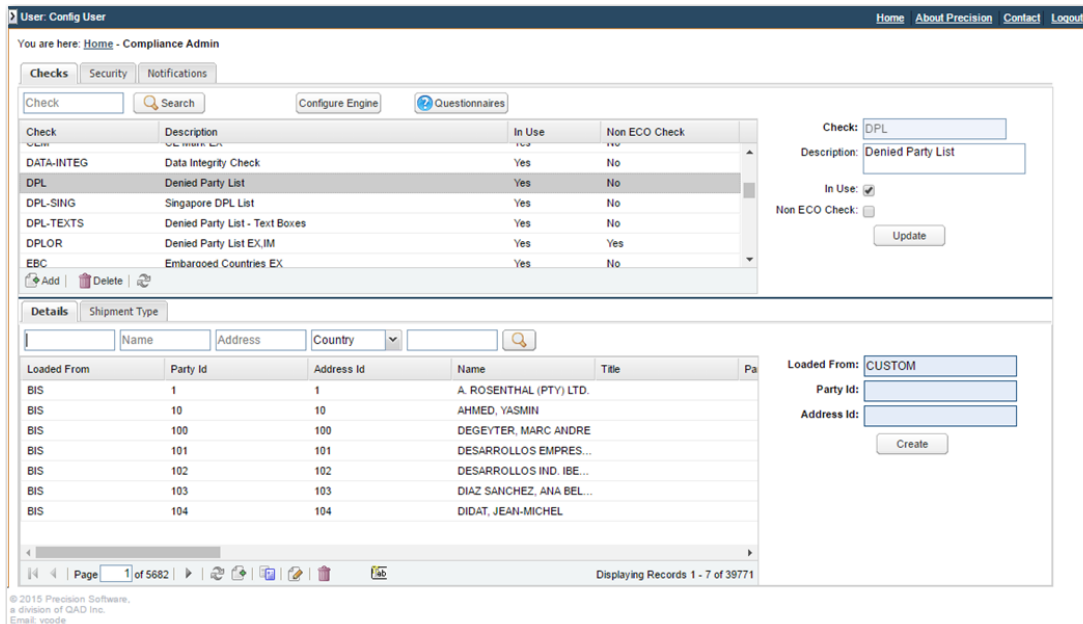 User: Config User Home About Precision Contact Logout
You are here: Home - Compliance Admin
Checks Security Notifications
Check Search Configure Engine Questionnaires
Check Description In Use Non ECO Check
CE Mark EX Yes No
DATA-INTEG Data Integrity Check Yes No
DPL Denied Party List Yes No
DPL-SING Singapore DPL List Yes No
DPL-TEXTS Denied Party List - Text Boxes Yes No
DPLOR Denied Party List EX,IM Yes Yes
EBC Embargoed Countries EX Yes No
Add Delete
Check: DPL
Description: Denied Party List
In Use:
Non ECO Check:
Update
Details Shipment Type
Name Address Country
Loaded From Party Id Address Id Name Title Pa
BIS 1 1 A. ROSENTHAL (PTY) LTD.
BIS 10 10 AHMED, YASMIN
BIS 100 100 DEGEYTER, MARC ANDRE
BIS 101 101 DESARROLLOS EMPRES...
BIS 102 102 DESARROLLOS IND. IBE...
BIS 103 103 DIAZ SANCHEZ, ANA BEL...
BIS 104 104 DIDAT, JEAN-MICHEL
Page 1 of 5682 ab Displaying Records 1 - 7 of 39771
Loaded From: CUSTOM
Party Id:
Address Id:
Create
© 2015 Precision Software,
a division of QAD Inc.
Email: vcode